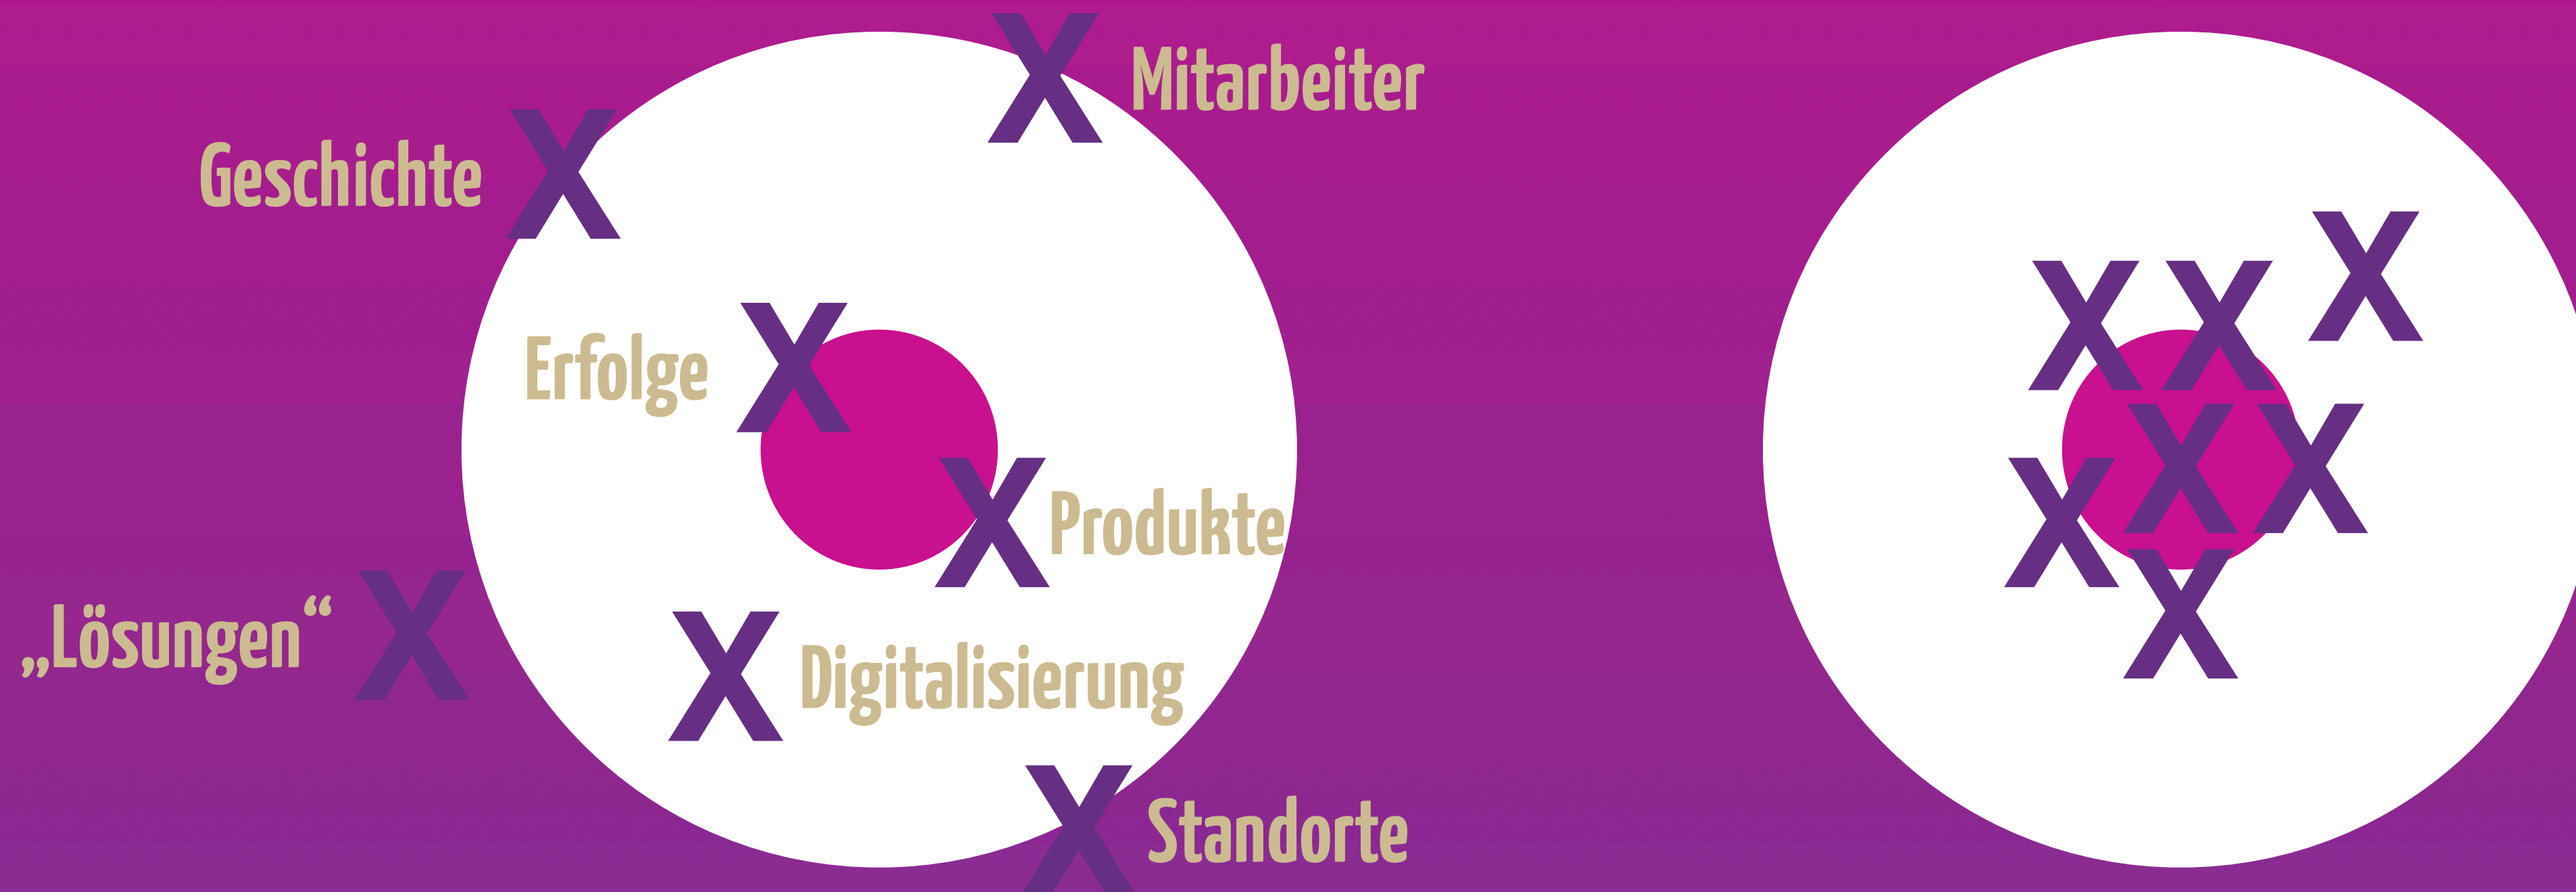 X Mitarbeiter
Geschichte X
X
Erfolge X
X X
X Produkte
X X
X
„Lösungen“ X
X
X Digitalisierung
X Standorte